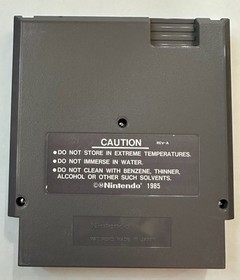 CAUTION REV-A
• DO NOT STORE IN EXTREME TEMPERATURES.
• DO NOT IMMERSE IN WATER.
• DO NOT CLEAN WITH BENZENE, THINNER,
ALCOHOL OR OTHER SUCH SOLVENTS.
©Nintendo® 1985